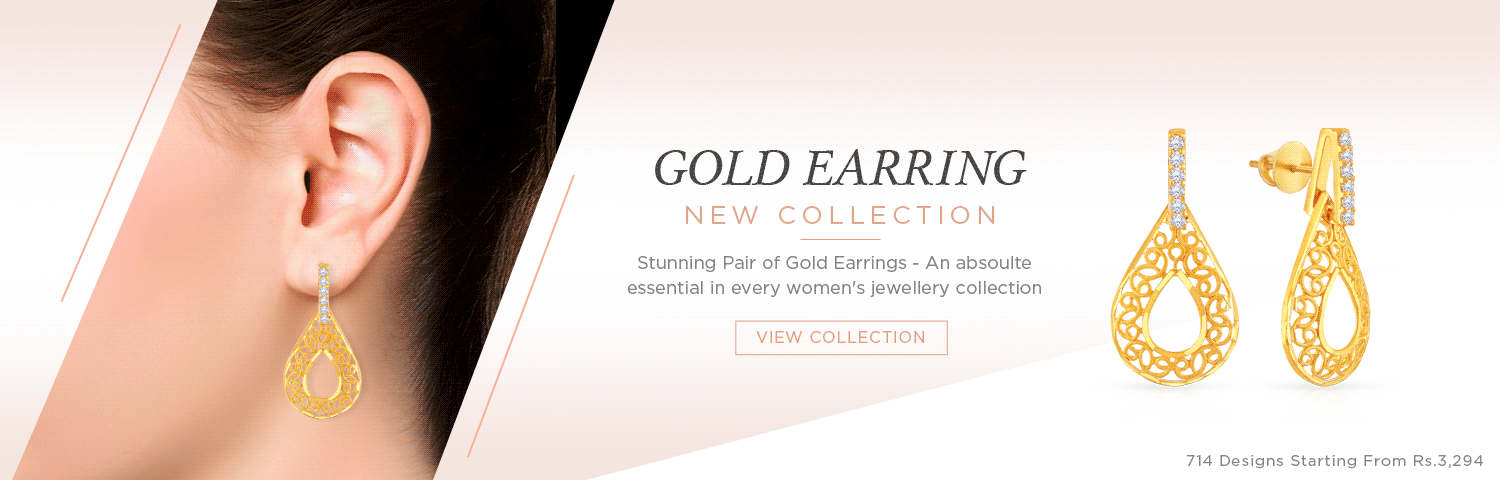 GOLD EARRING
NEW COLLECTION
Stunning Pair of Gold Earrings - An absoulte
essential in every women's jewellery collection
VIEW COLLECTION
714 Designs Starting From Rs.3,294